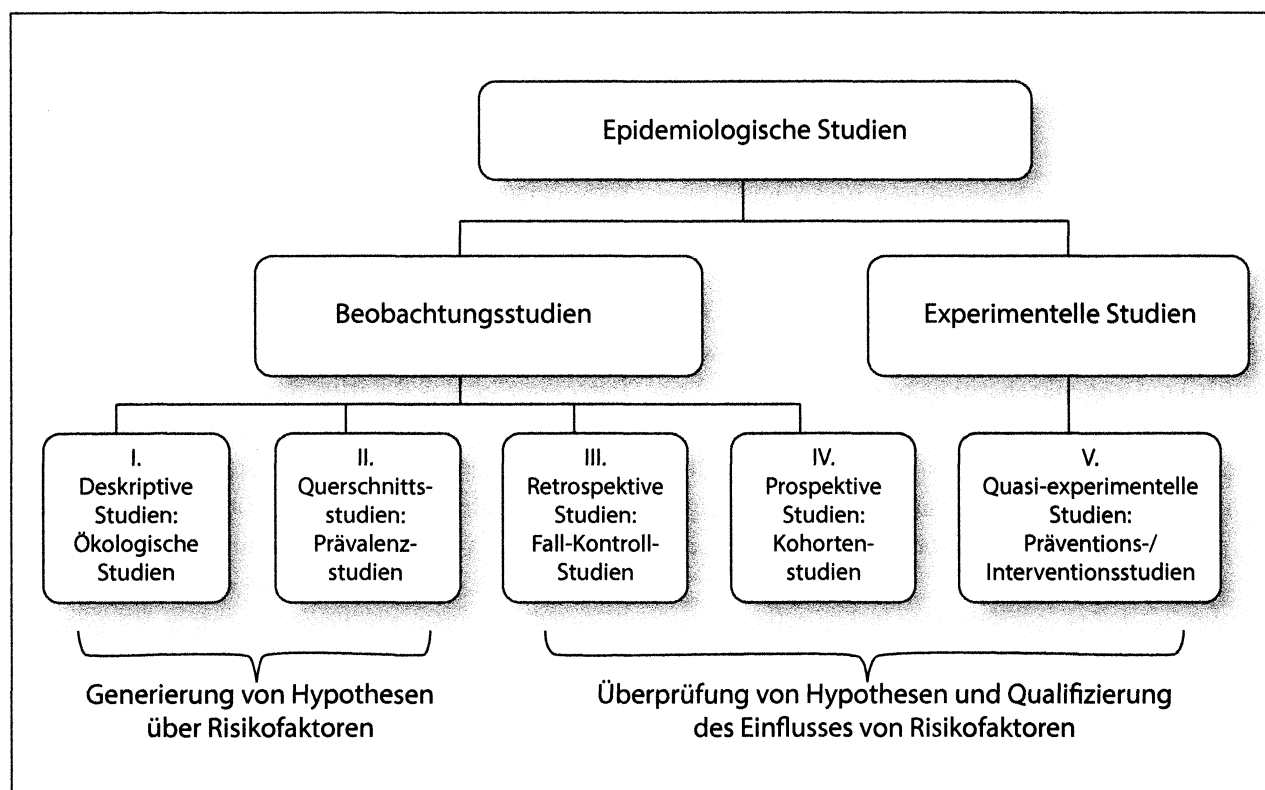 Epidemiologische Studien
Beobachtungsstudien
Experimentelle Studien
I.
Deskriptive
Studien:
Ökologische
Studien
II.
Querschnitts-
studien:
Prävalenz-
studien
III.
Retrospektive
Studien:
Fall-Kontroll-
Studien
IV.
Prospektive
Studien:
Kohorten-
studien
V.
Quasi-experimentelle
Studien:
Präventions-/
Interventionsstudien
Generierung von Hypothesen
über Risikofaktoren
Überprüfung von Hypothesen und Qualifizierung
des Einflusses von Risikofaktoren